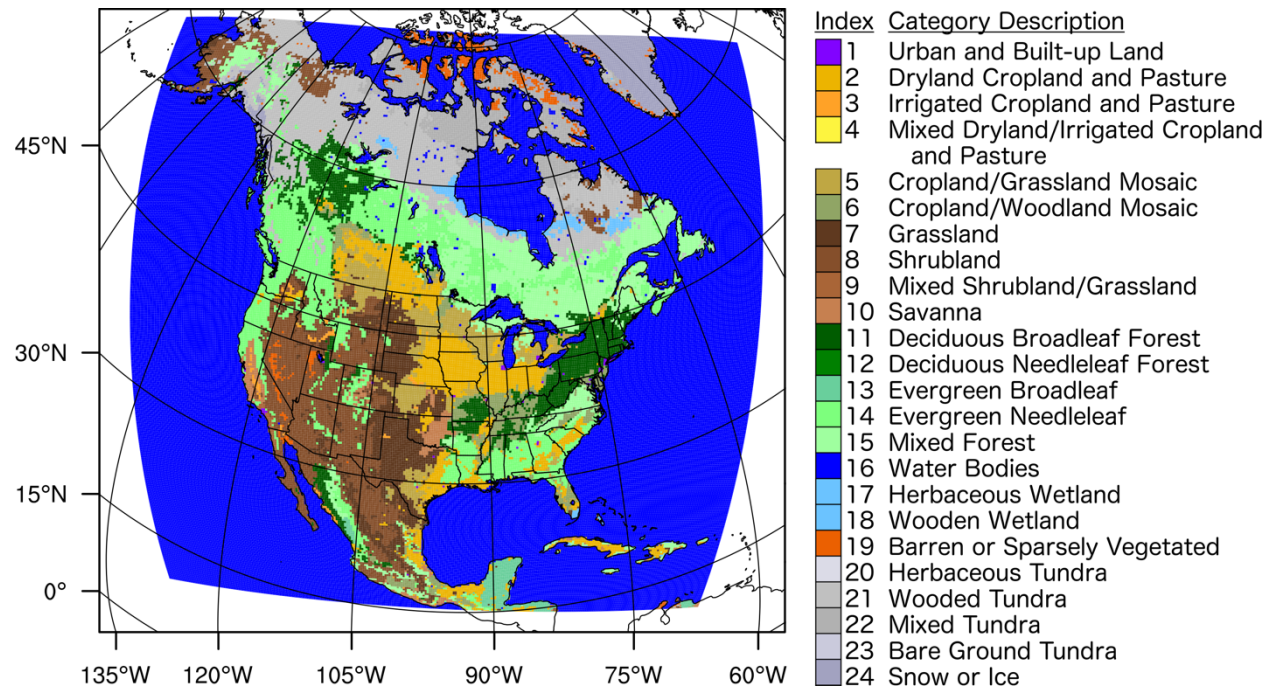 Index Category Description
1 Urban and Built-up Land
2 Dryland Cropland and Pasture
3 Irrigated Cropland and Pasture
4 Mixed Dryland/Irrigated Cropland
and Pasture
5 Cropland/Grassland Mosaic
6 Cropland/Woodland Mosaic
7 Grassland
8 Shrubland
9 Mixed Shrubland/Grassland
10 Savanna
11 Deciduous Broadleaf Forest
12 Deciduous Needleleaf Forest
13 Evergreen Broadleaf
14 Evergreen Needleleaf
15 Mixed Forest
16 Water Bodies
17 Herbaceous Wetland
18 Wooden Wetland
19 Barren or Sparsely Vegetated
20 Herbaceous Tundra
21 Wooded Tundra
22 Mixed Tundra
23 Bare Ground Tundra
24 Snow or Ice
45°N
30°N
15°N
0°
135°W 120°W 105°W 90°W 75°W 60°W